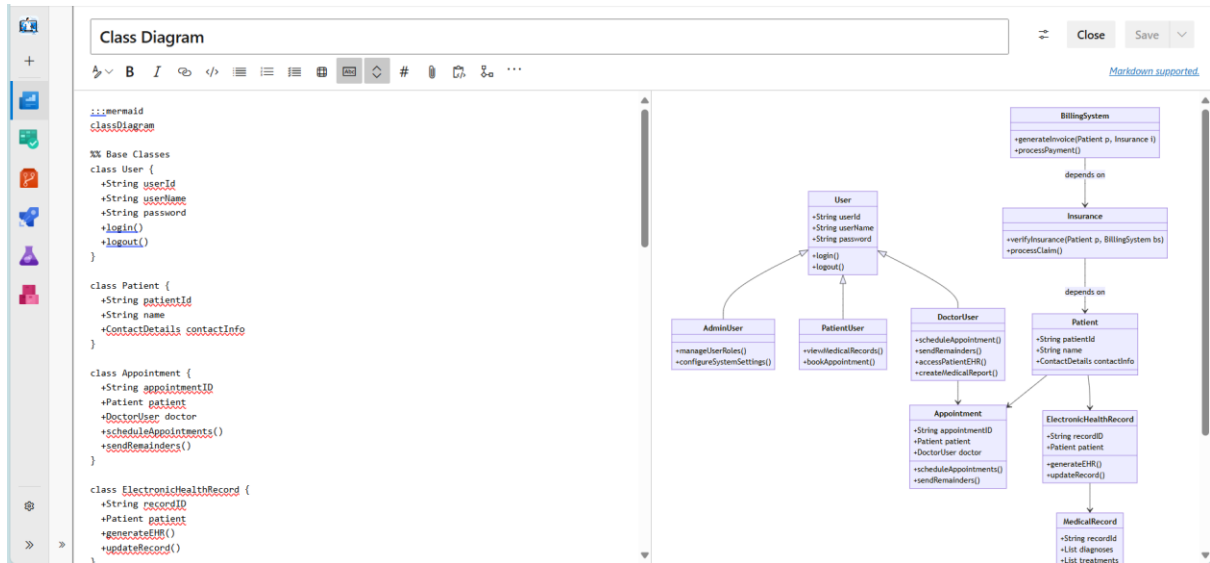 Class Diagram
Close
Save
B I </> #
Markdown supported.
:::mermaid
classDiagram
%% Base Classes
class User {
+String userId
+String userName
+String password
+login()
+logout()
}
class Patient {
+String patientId
+String name
+ContactDetails contactInfo
}
class Appointment {
+String appointmentID
+Patient patient
+DoctorUser doctor
+scheduleAppointments()
+sendRemainders()
}
class ElectronicHealthRecord {
+String recordID
+Patient patient
+generateEHR()
+updateRecord()
}
BillingSystem
+generateInvoice(Patient p, Insurance i)
+processPayment()
depends on
Insurance
+verifyInsurance(Patient p, BillingSystem bs)
+processClaim()
depends on
User
+String userId
+String userName
+String password
+login()
+logout()
AdminUser
+manageUserRoles()
+configureSystemSettings()
PatientUser
+viewMedicalRecords()
+bookAppointment()
DoctorUser
+scheduleAppointment()
+sendRemainders()
+accessPatientEHR()
+createMedicalReport()
Patient
+String patientId
+String name
+ContactDetails contactInfo
Appointment
+String appointmentID
+Patient patient
+DoctorUser doctor
+scheduleAppointments()
+sendRemainders()
ElectronicHealthRecord
+String recordID
+Patient patient
+generateEHR()
+updateRecord()
MedicalRecord
+String recordId
+List diagnoses
+List treatments